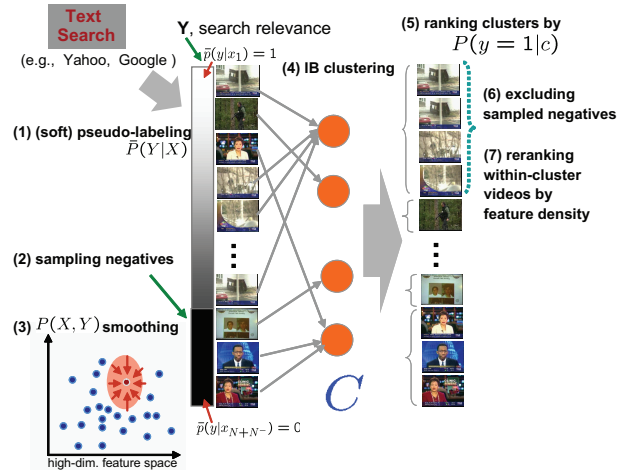 Text
Search
(e.g., Yahoo, Google )
Y, search relevance
p̄(y|x₁) = 1
(1) (soft) pseudo-labeling
P̄(Y|X)
(2) sampling negatives
(3) P(X, Y) smoothing
high-dim. feature space
p̄(y|x_{N+N⁻}) = 0
(4) IB clustering
C
(5) ranking clusters by
P(y = 1|c)
(6) excluding
sampled negatives
(7) reranking
within-cluster
videos by
feature density